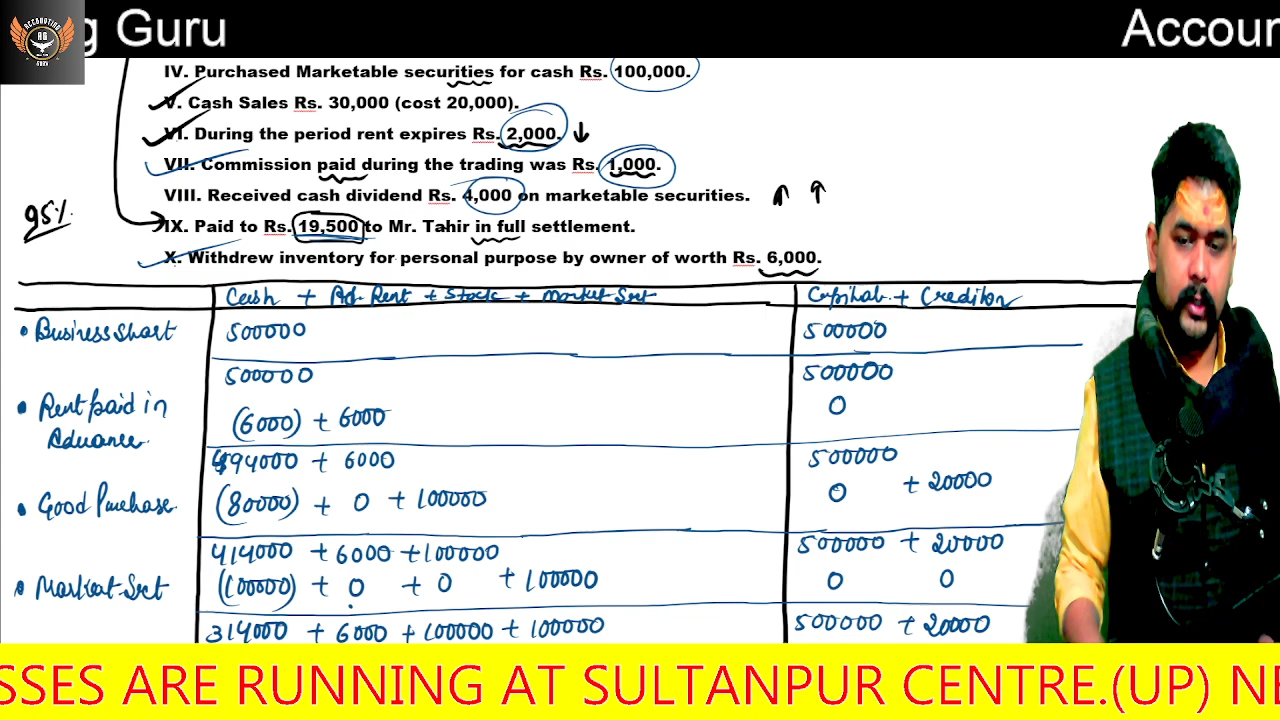 g Guru
Accour
ACCOUNTING
AG
GURU
IV. Purchased Marketable securities for cash Rs. 100,000.
V. Cash Sales Rs. 30,000 (cost 20,000).
VI. During the period rent expires Rs. 2,000.
VII. Commission paid during the trading was Rs. 1,000.
VIII. Received cash dividend Rs. 4,000 on marketable securities.
95%
IX. Paid to Rs. 19,500 to Mr. Tahir in full settlement.
X. Withdrew inventory for personal purpose by owner of worth Rs. 6,000.
Cash + Ad. Rent + Stock + Market Sect
Capital + Creditor
• Business Start 500000 500000
500000 500000
• Rent paid in Advance (6000) + 6000 0
494000 + 6000 500000
• Good Purchase (80000) + 0 + 100000 0 + 20000
414000 + 6000 + 100000 500000 + 20000
• Market Sect (100000) + 0 + 0 + 100000 0 0
314000 + 6000 + 100000 + 100000 500000 + 20000
SSES ARE RUNNING AT SULTANPUR CENTRE.(UP) NE